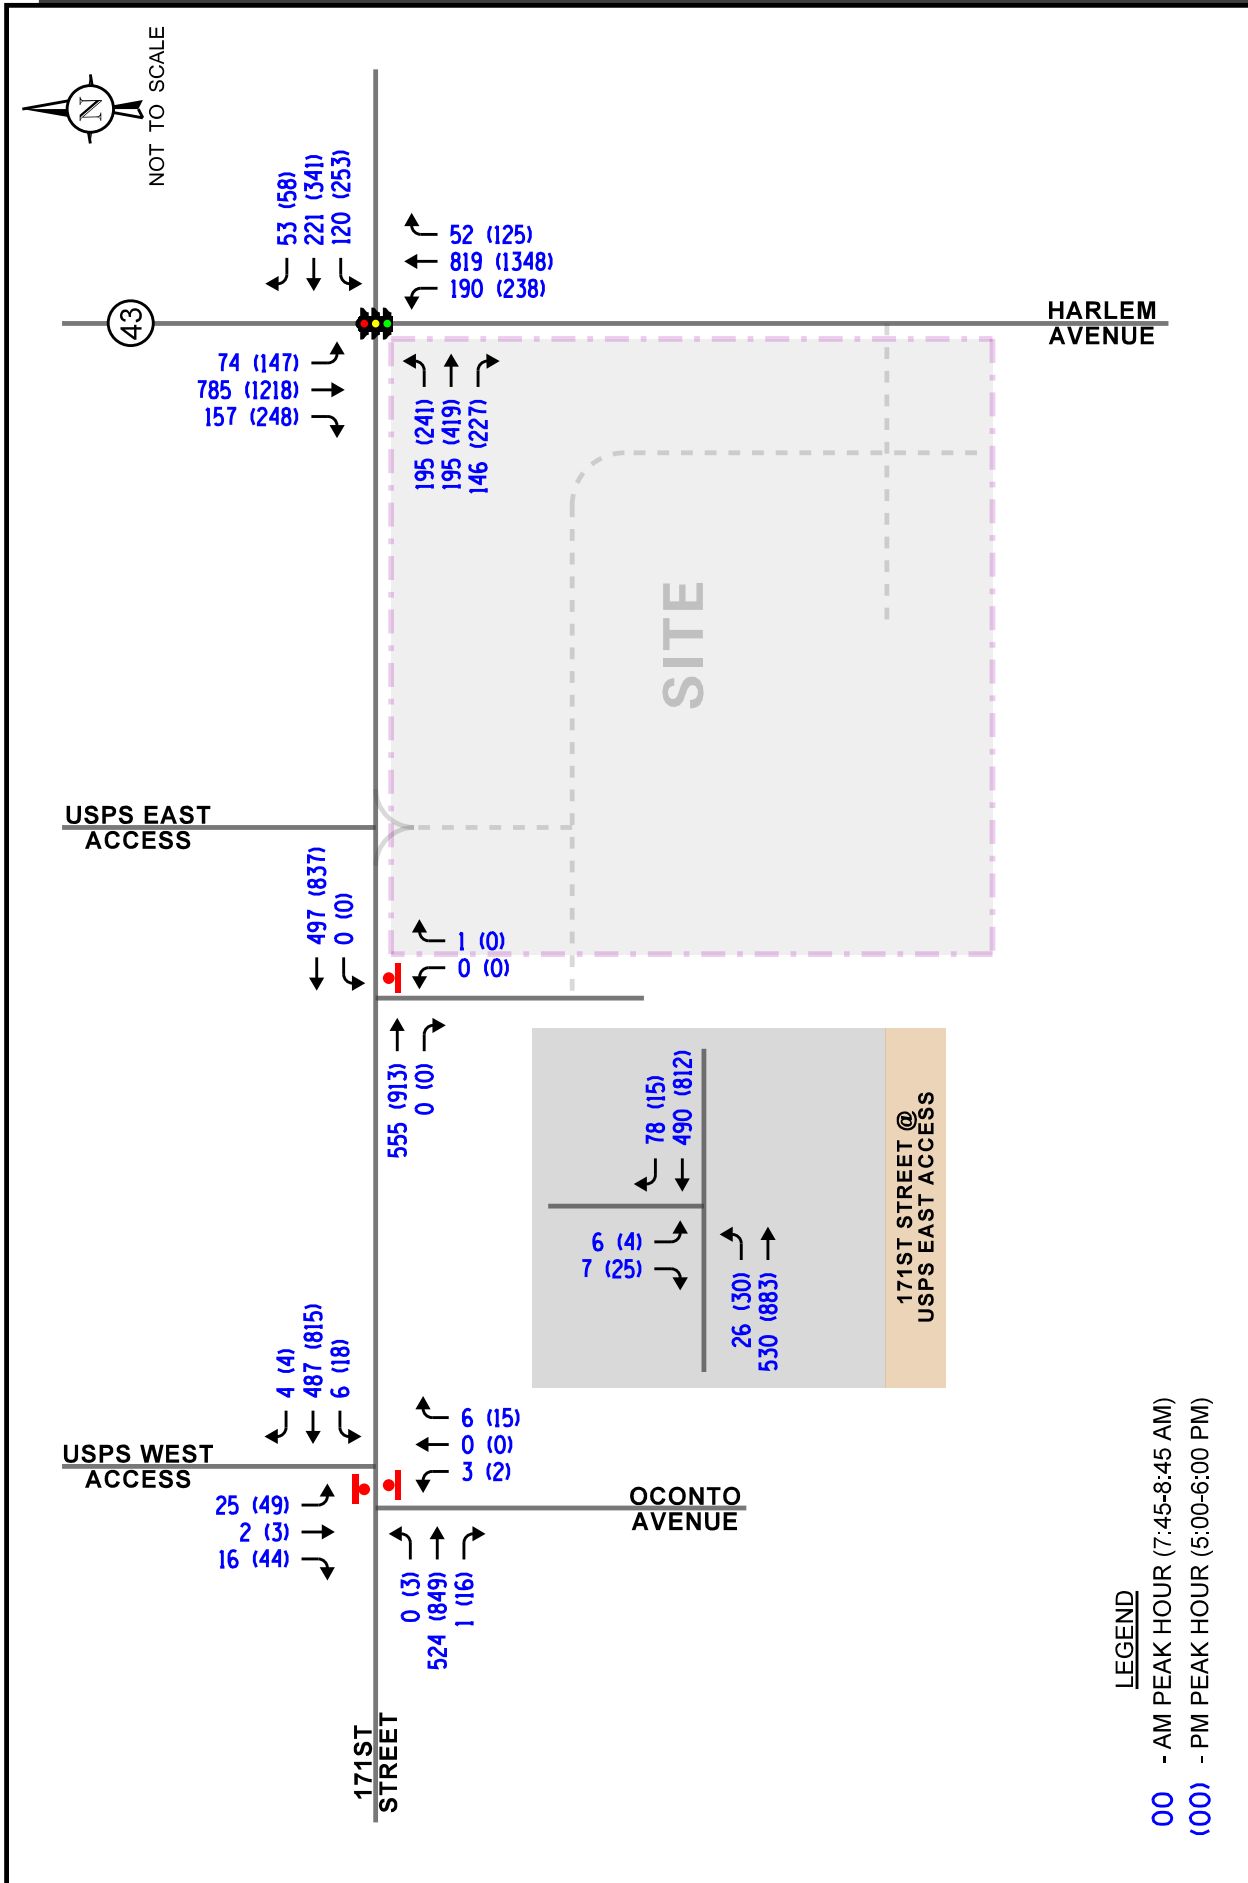 N
NOT TO SCALE
43
53 (58)
221 (341)
120 (253)
52 (125)
819 (1348)
190 (238)
HARLEM
AVENUE
74 (147)
785 (1218)
157 (248)
195 (241)
195 (419)
146 (227)
SITE
USPS EAST
ACCESS
497 (837)
0 (0)
1 (0)
0 (0)
555 (913)
0 (0)
78 (15)
490 (812)
6 (4)
7 (25)
26 (30)
530 (883)
171ST STREET @
USPS EAST ACCESS
4 (4)
487 (815)
6 (18)
USPS WEST
ACCESS
6 (15)
0 (0)
3 (2)
25 (49)
2 (3)
16 (44)
OCONTO
AVENUE
0 (3)
524 (849)
1 (16)
171ST
STREET
LEGEND
00 - AM PEAK HOUR (7:45-8:45 AM)
(00) - PM PEAK HOUR (5:00-6:00 PM)